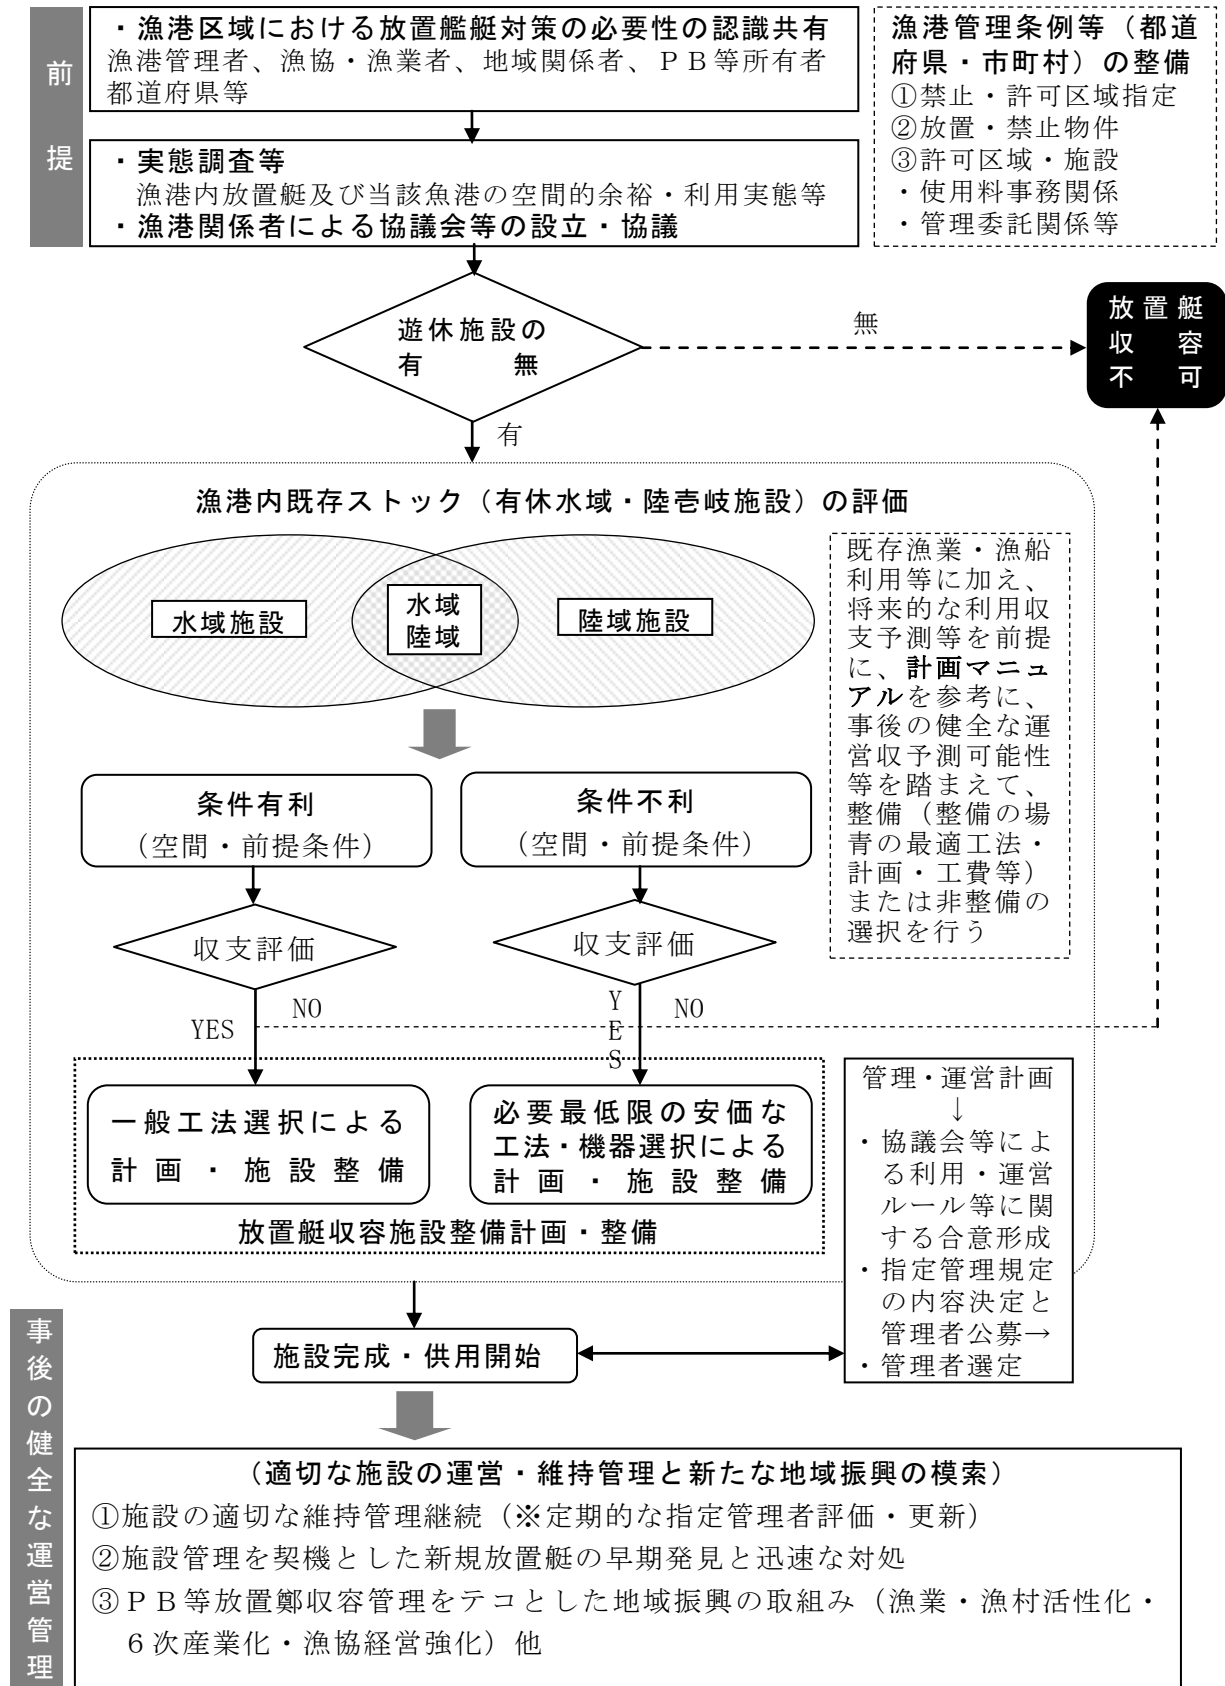 前提
・漁港区域における放置艦艇対策の必要性の認識共有
漁港管理者、漁協・漁業者、地域関係者、ＰＢ等所有者
都道府県等
・実態調査等
漁港内放置艇及び当該魚港の空間的余裕・利用実態等
・漁港関係者による協議会等の設立・協議
漁港管理条例等（都道
府県・市町村）の整備
①禁止・許可区域指定
②放置・禁止物件
③許可区域・施設
・使用料事務関係
・管理委託関係等
遊休施設の
有　　無
無
放置艇
収　容
不　可
有
漁港内既存ストック（有休水域・陸壱岐施設）の評価
水域施設
水域
陸域
陸域施設
既存漁業・漁船
利用等に加え、
将来的な利用収
支予測等を前提
に、計画マニュ
アルを参考に、
事後の健全な運
営収予測可能性
等を踏まえて、
整備（整備の場
青の最適工法・
計画・工費等）
または非整備の
選択を行う
条件有利
（空間・前提条件）
条件不利
（空間・前提条件）
収支評価
収支評価
YES
NO
YES
NO
一般工法選択による
計画・施設整備
必要最低限の安価な
工法・機器選択による
計画・施設整備
放置艇収容施設整備計画・整備
管理・運営計画
↓
・協議会等によ
る利用・運営
ルール等に関
する合意形成
・指定管理規定
の内容決定と
管理者公募→
・管理者選定
施設完成・供用開始
事後の健全な運営管理
（適切な施設の運営・維持管理と新たな地域振興の模索）
①施設の適切な維持管理継続（※定期的な指定管理者評価・更新）
②施設管理を契機とした新規放置艇の早期発見と迅速な対処
③ＰＢ等放置鄭収容管理をテコとした地域振興の取組み（漁業・漁村活性化・
６次産業化・漁協経営強化）他